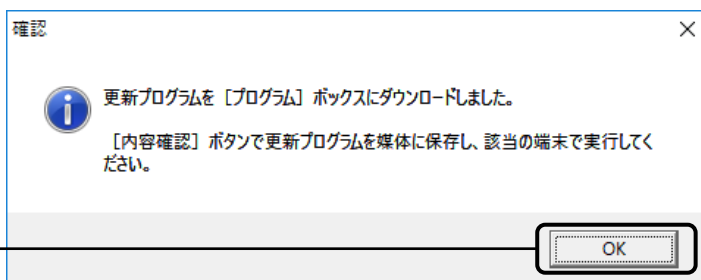 確認
更新プログラムを [プログラム] ボックスにダウンロードしました。
[内容確認] ボタンで更新プログラムを媒体に保存し、該当の端末で実行してく
ださい。
OK